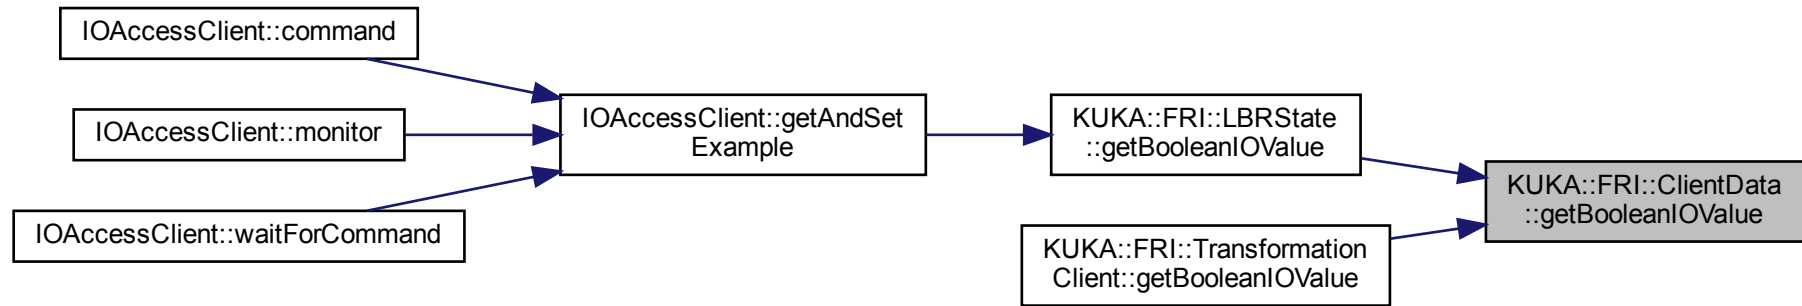 IOAccessClient::command
IOAccessClient::monitor
IOAccessClient::waitForCommand
IOAccessClient::getAndSet
Example
KUKA::FRI::LBRState
::getBooleanIOValue
KUKA::FRI::Transformation
Client::getBooleanIOValue
KUKA::FRI::ClientData
::getBooleanIOValue